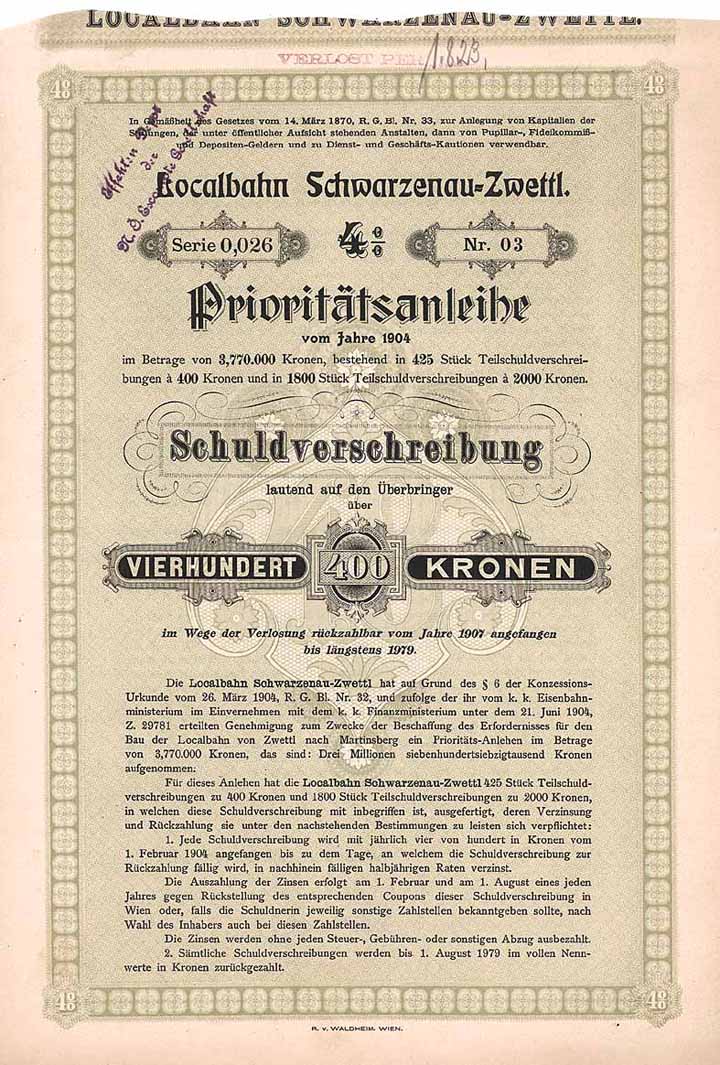 LOCALBAHN SCHWARZENAU-ZWETTL.
VERLOST PER 1.8.23.
48 48
In Gemäßheit des Gesetzes vom 14. März 1870, R. G. Bl. Nr. 33, zur Anlegung von Kapitalien der
Stiftungen, der unter öffentlicher Aufsicht stehenden Anstalten, dann von Pupillar-, Fideikommiß-
und Depositen-Geldern und zu Dienst- und Geschäfts-Kautionen verwendbar.
Effekten Depot
der
N. Ö. Escompte Gesellschaft
Localbahn Schwarzenau-Zwettl.
Serie 0,026 4% Nr. 03
Prioritätsanleihe
vom Jahre 1904
im Betrage von 3,770.000 Kronen, bestehend in 425 Stück Teilschuldverschrei-
bungen à 400 Kronen und in 1800 Stück Teilschuldverschreibungen à 2000 Kronen.
Schuldverschreibung
lautend auf den Überbringer
über
VIERHUNDERT 400 KRONEN
im Wege der Verlosung rückzahlbar vom Jahre 1907 angefangen
bis längstens 1979.
Die Localbahn Schwarzenau-Zwettl hat auf Grund des § 6 der Konzessions-
Urkunde vom 26. März 1904, R. G. Bl. Nr. 32, und zufolge der ihr vom k. k. Eisenbahn-
ministerium im Einvernehmen mit dem k. k. Finanzministerium unter dem 21. Juni 1904,
Z. 29781 erteilten Genehmigung zum Zwecke der Beschaffung des Erfordernisses für den
Bau der Localbahn von Zwettl nach Martinsberg ein Prioritäts-Anlehen im Betrage
von 3,770.000 Kronen, das sind: Drei Millionen siebenhundertsiebzigtausend Kronen
aufgenommen.
Für dieses Anlehen hat die Localbahn Schwarzenau-Zwettl 425 Stück Teilschuld-
verschreibungen zu 400 Kronen und 1800 Stück Teilschuldverschreibungen zu 2000 Kronen,
in welchen diese Schuldverschreibung mit inbegriffen ist, ausgefertigt, deren Verzinsung
und Rückzahlung sie unter den nachstehenden Bestimmungen zu leisten sich verpflichtet:
1. Jede Schuldverschreibung wird mit jährlich vier von hundert in Kronen vom
1. Februar 1904 angefangen bis zu dem Tage, an welchem die Schuldverschreibung zur
Rückzahlung fällig wird, in nachhinein fälligen halbjährigen Raten verzinst.
Die Auszahlung der Zinsen erfolgt am 1. Februar und am 1. August eines jeden
Jahres gegen Rückstellung des entsprechenden Coupons dieser Schuldverschreibung in
Wien oder, falls die Schuldnerin jeweilig sonstige Zahlstellen bekanntgeben sollte, nach
Wahl des Inhabers auch bei diesen Zahlstellen.
Die Zinsen werden ohne jeden Steuer-, Gebühren- oder sonstigen Abzug ausbezahlt.
2. Sämtliche Schuldverschreibungen werden bis 1. August 1979 im vollen Nenn-
werte in Kronen zurückgezahlt.
48 48
R. v. WALDHEIM, WIEN.